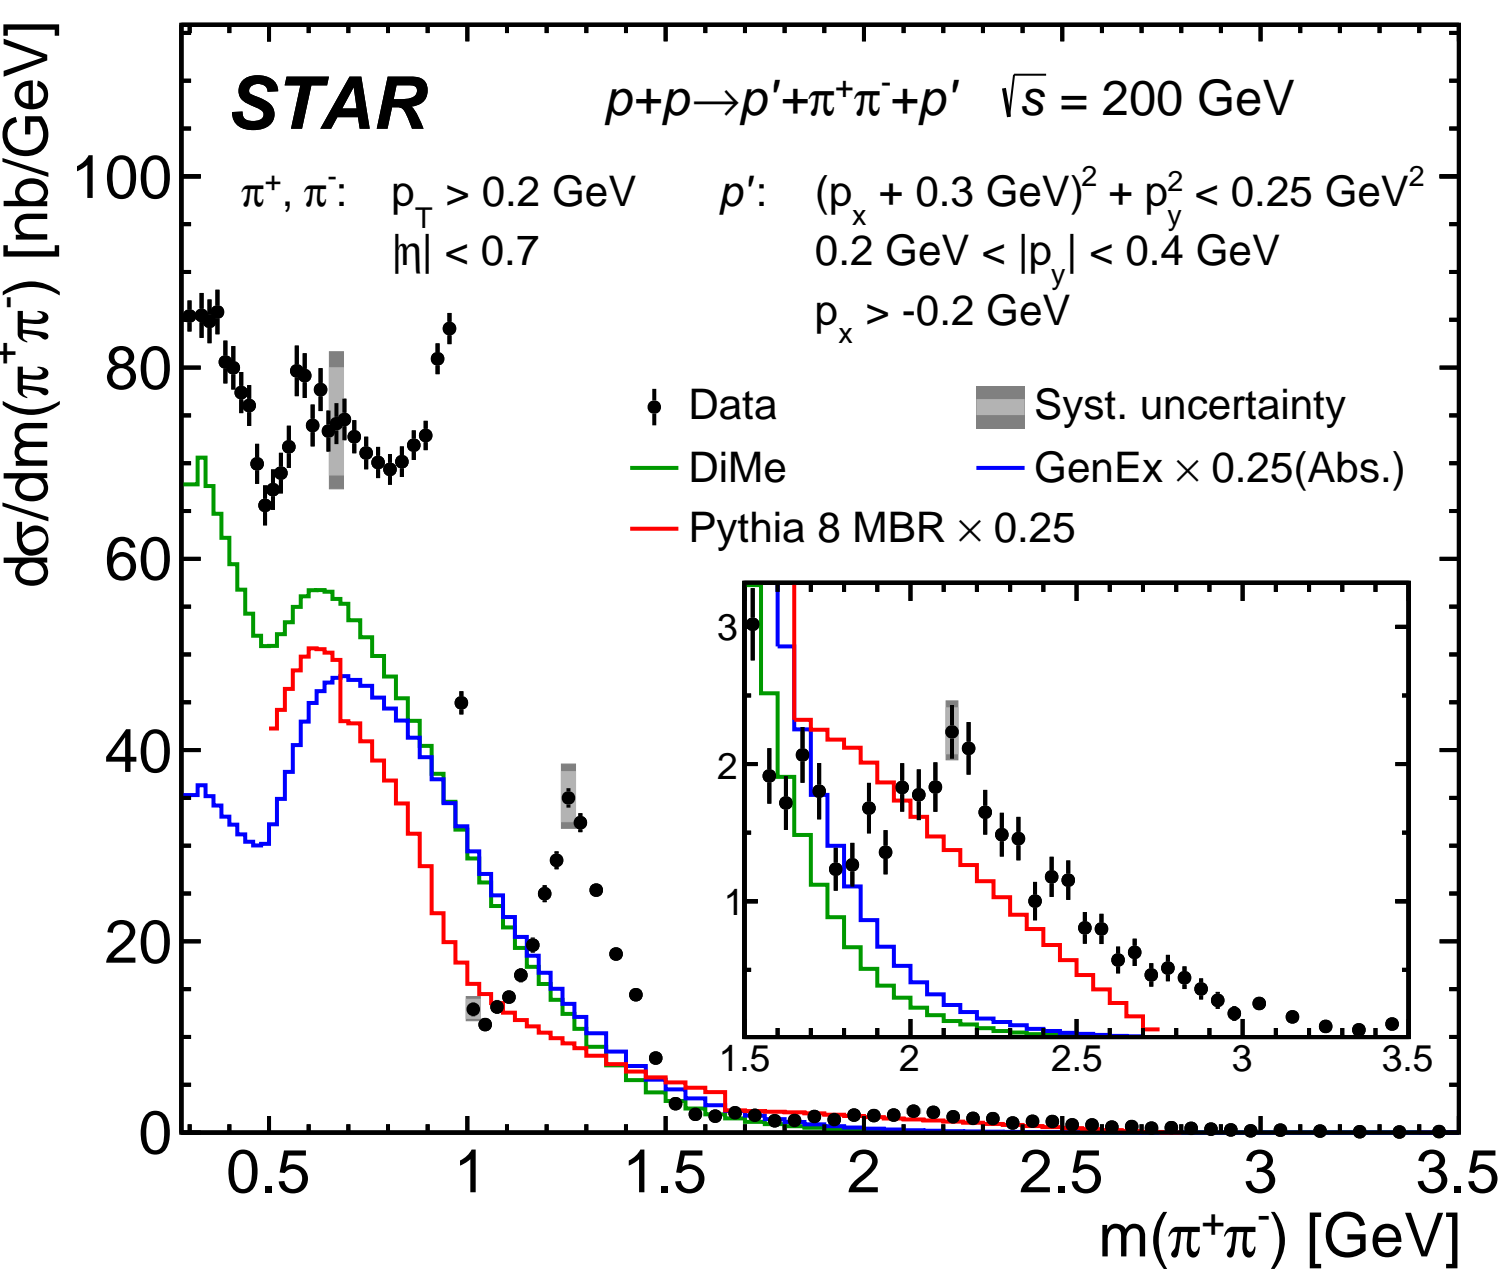 STAR p+p→p′+π⁺π⁻+p′ √s = 200 GeV
π⁺, π⁻: p_T > 0.2 GeV p′: (p_x + 0.3 GeV)² + p_y² < 0.25 GeV²
|η| < 0.7 0.2 GeV < |p_y| < 0.4 GeV
p_x > -0.2 GeV
Data Syst. uncertainty
DiMe GenEx × 0.25(Abs.)
Pythia 8 MBR × 0.25
dσ/dm(π⁺π⁻) [nb/GeV]
100
80
60
40
20
0
3
2
1
1.5 2 2.5 3 3.5
0.5 1 1.5 2 2.5 3 3.5
m(π⁺π⁻) [GeV]